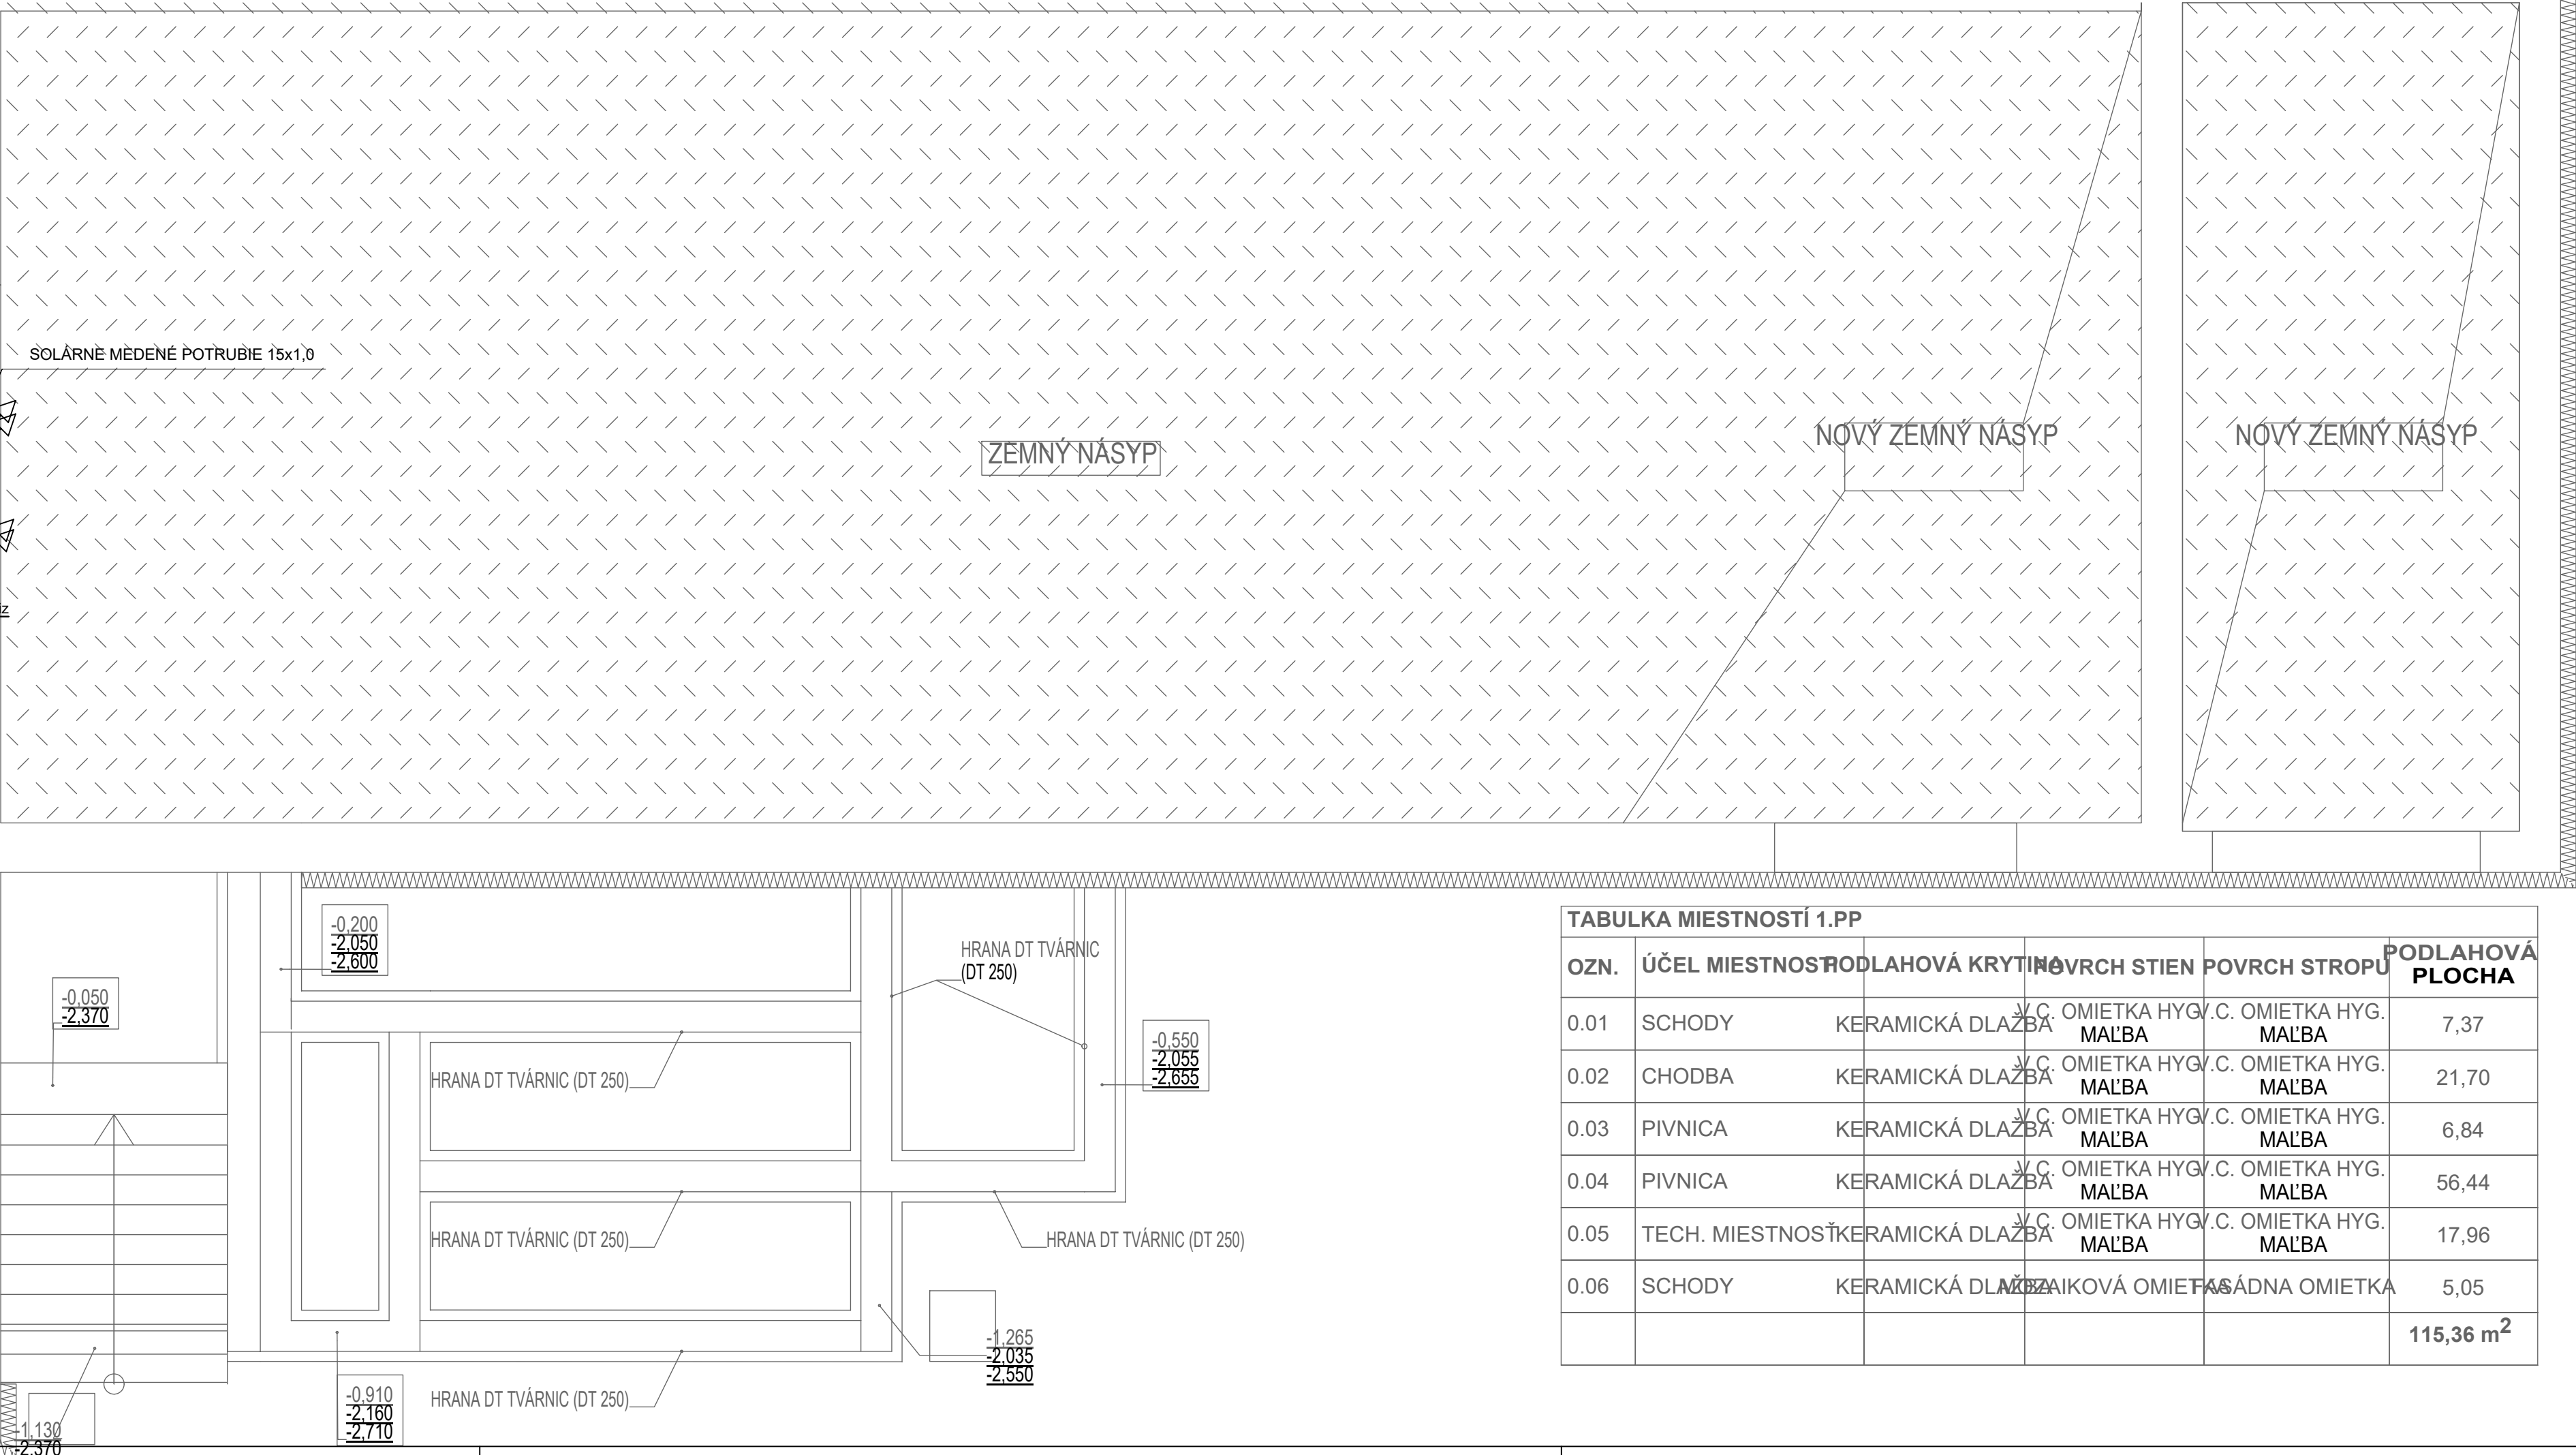 SOLÁRNE MEDENÉ POTRUBIE 15x1,0
ZEMNÝ NÁSYP
NOVÝ ZEMNÝ NÁSYP
NOVÝ ZEMNÝ NÁSYP
iz
-0,200
-2,050
-2,600
-0,050
-2,370
HRANA DT TVÁRNIC
(DT 250)
-0,550
-2,055
-2,655
HRANA DT TVÁRNIC (DT 250)
HRANA DT TVÁRNIC (DT 250)
HRANA DT TVÁRNIC (DT 250)
-1,265
-2,035
-2,550
HRANA DT TVÁRNIC (DT 250)
-0,910
-2,160
-2,710
-1,130
-2,370
TABULKA MIESTNOSTÍ 1.PP
OZN. ÚČEL MIESTNOSTI PODLAHOVÁ KRYTINA POVRCH STIEN POVRCH STROPU PODLAHOVÁ
PLOCHA
0.01 SCHODY KERAMICKÁ DLAŽBA V.C. OMIETKA HYG. V.C. OMIETKA HYG. 7,37
MAĽBA MAĽBA
0.02 CHODBA KERAMICKÁ DLAŽBA V.C. OMIETKA HYG. V.C. OMIETKA HYG. 21,70
MAĽBA MAĽBA
0.03 PIVNICA KERAMICKÁ DLAŽBA V.C. OMIETKA HYG. V.C. OMIETKA HYG. 6,84
MAĽBA MAĽBA
0.04 PIVNICA KERAMICKÁ DLAŽBA V.C. OMIETKA HYG. V.C. OMIETKA HYG. 56,44
MAĽBA MAĽBA
0.05 TECH. MIESTNOSŤ KERAMICKÁ DLAŽBA V.C. OMIETKA HYG. V.C. OMIETKA HYG. 17,96
MAĽBA MAĽBA
0.06 SCHODY KERAMICKÁ DLAŽBA MOZAIKOVÁ OMIETKA FASÁDNA OMIETKA 5,05
115,36 m²